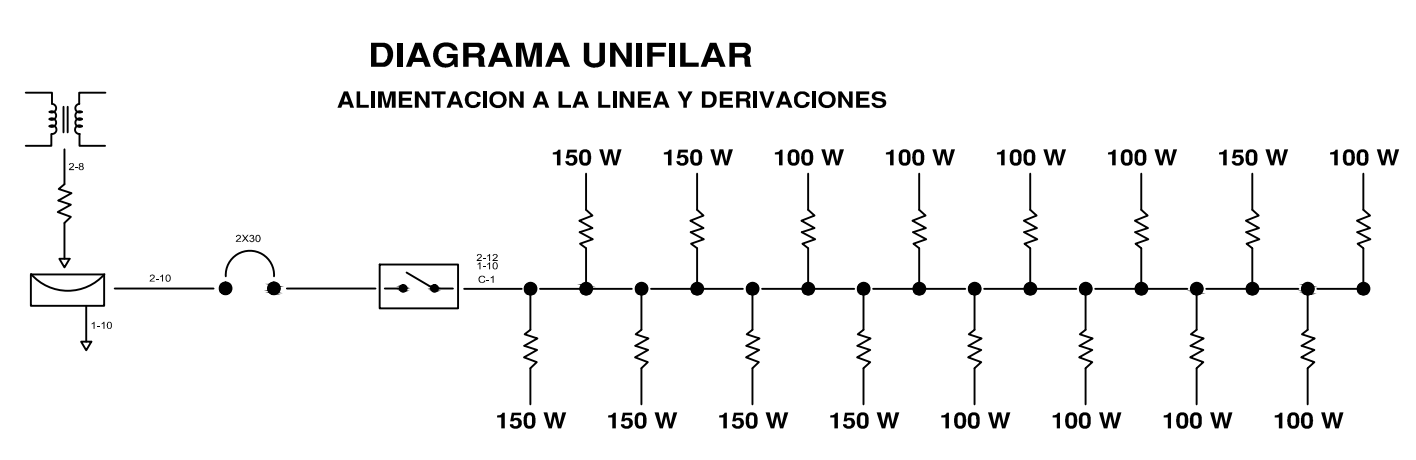 DIAGRAMA UNIFILAR
ALIMENTACION A LA LINEA Y DERIVACIONES
150 W 150 W 100 W 100 W 100 W 100 W 150 W 100 W
2-8
2X30
2-12
1-10
2-10
C-1
1-10
150 W 150 W 150 W 150 W 100 W 100 W 100 W 100 W